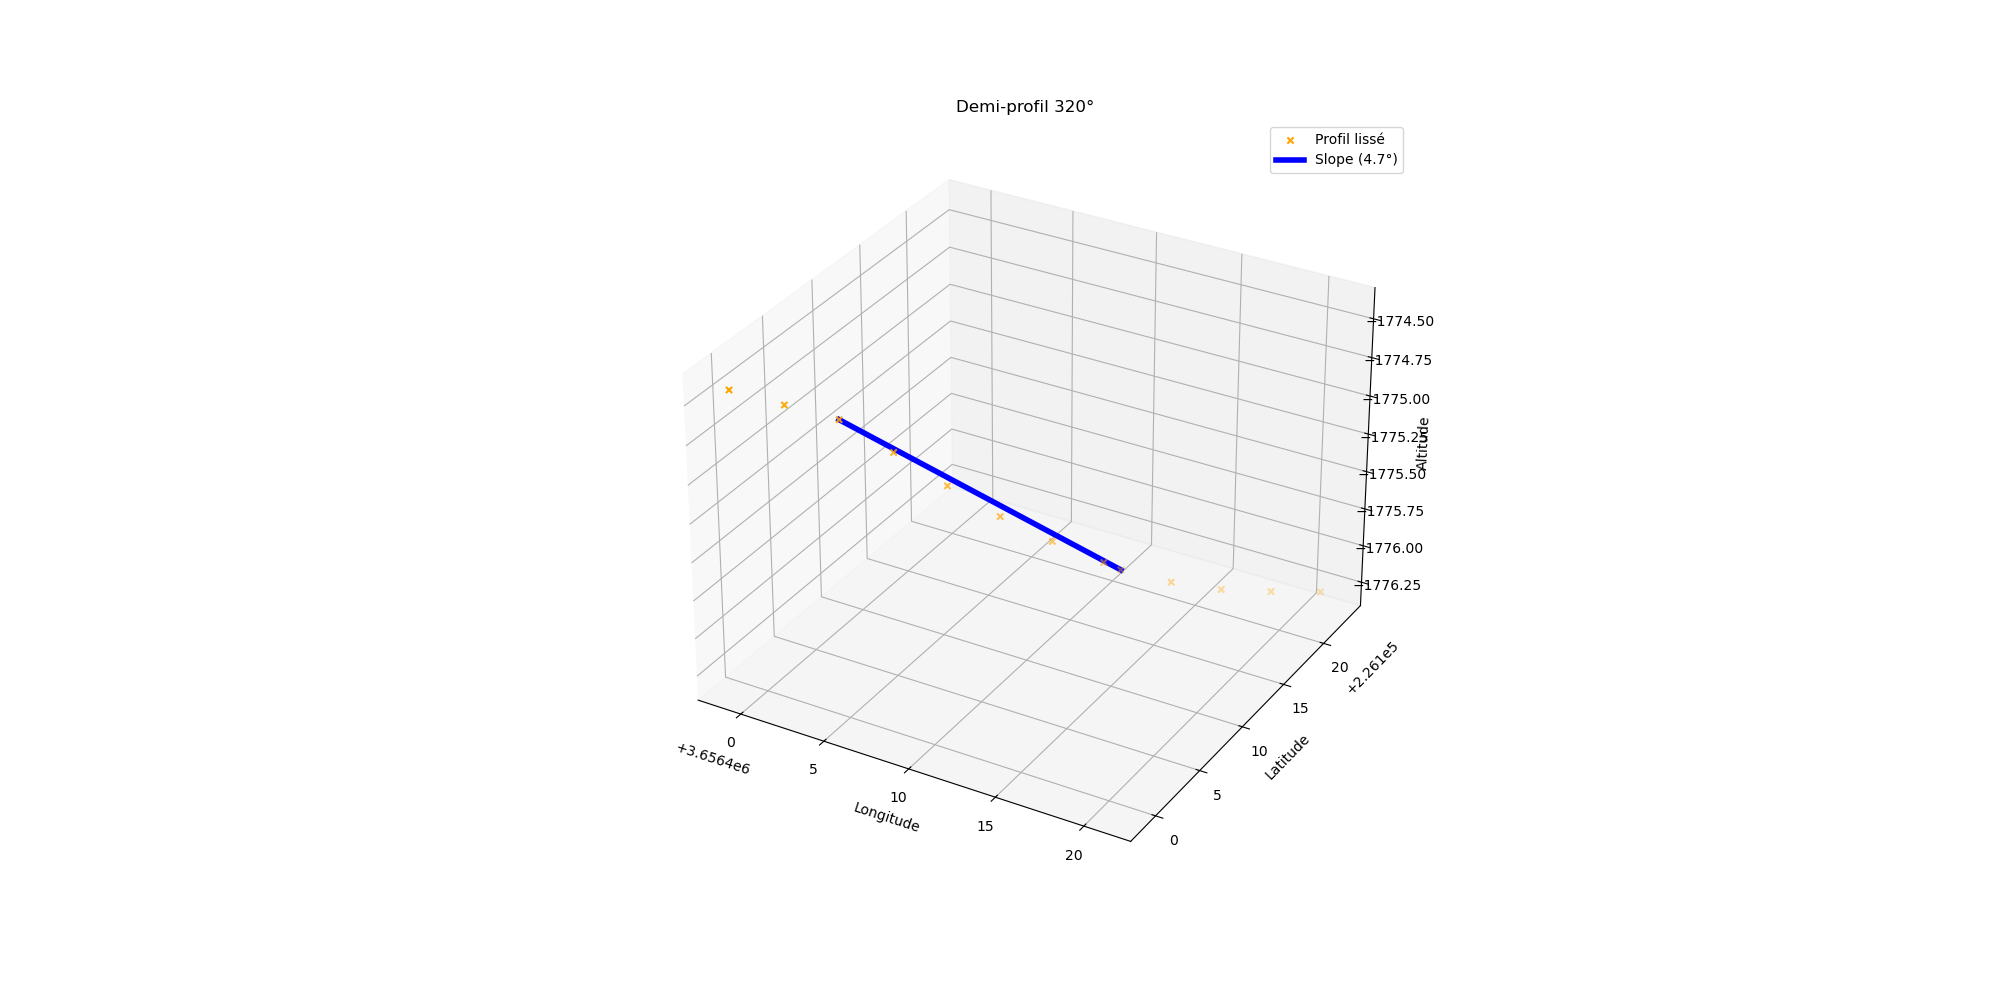 Demi-profil 320°
Profil lissé
Slope (4.7°)
−1774.50
−1774.75
−1775.00
−1775.25
−1775.50
−1775.75
−1776.00
−1776.25
Altitude
20
15
10
5
0
+2.261e5
Latitude
0
5
10
15
20
+3.6564e6
Longitude